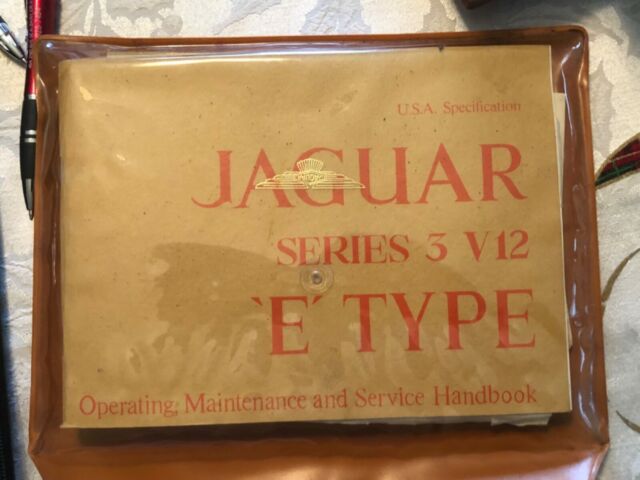 U.S.A. Specification
JAGUAR
SERIES 3 V12
`E´ TYPE
Operating, Maintenance and Service Handbook